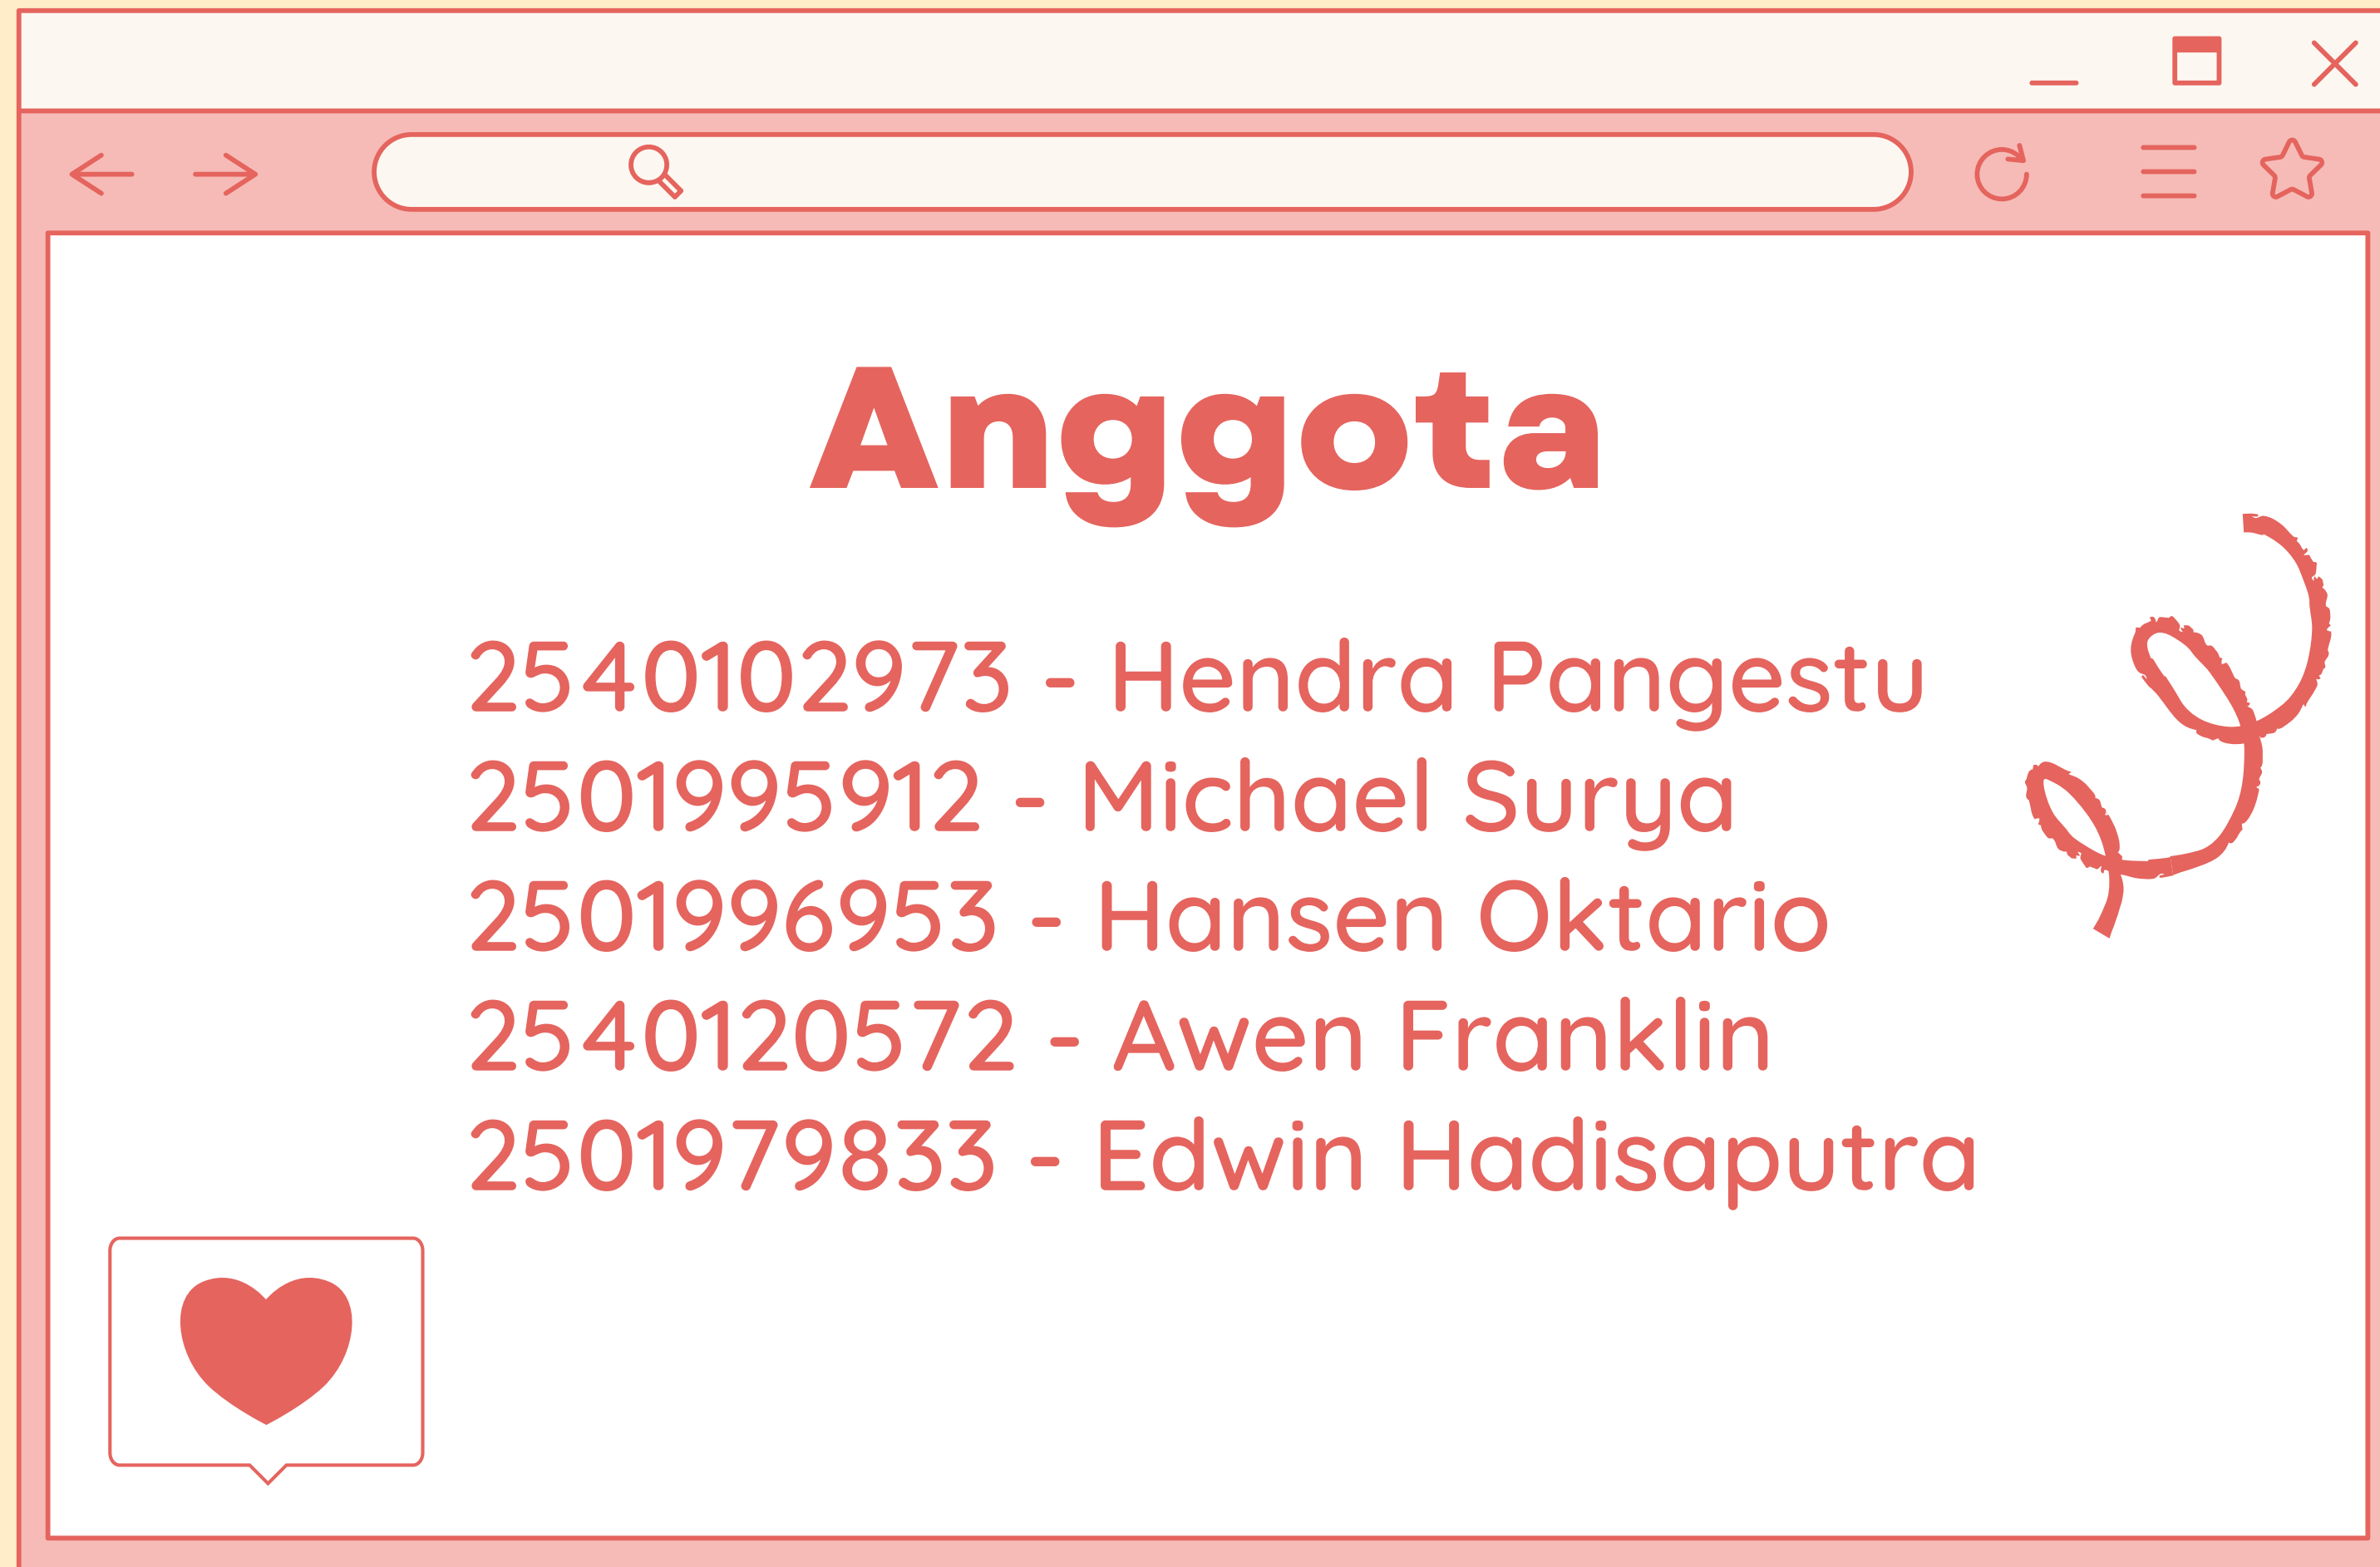 Anggota
2540102973 - Hendra Pangestu
2501995912 - Michael Surya
2501996953 - Hansen Oktario
2540120572 - Awen Franklin
2501979833 - Edwin Hadisaputra